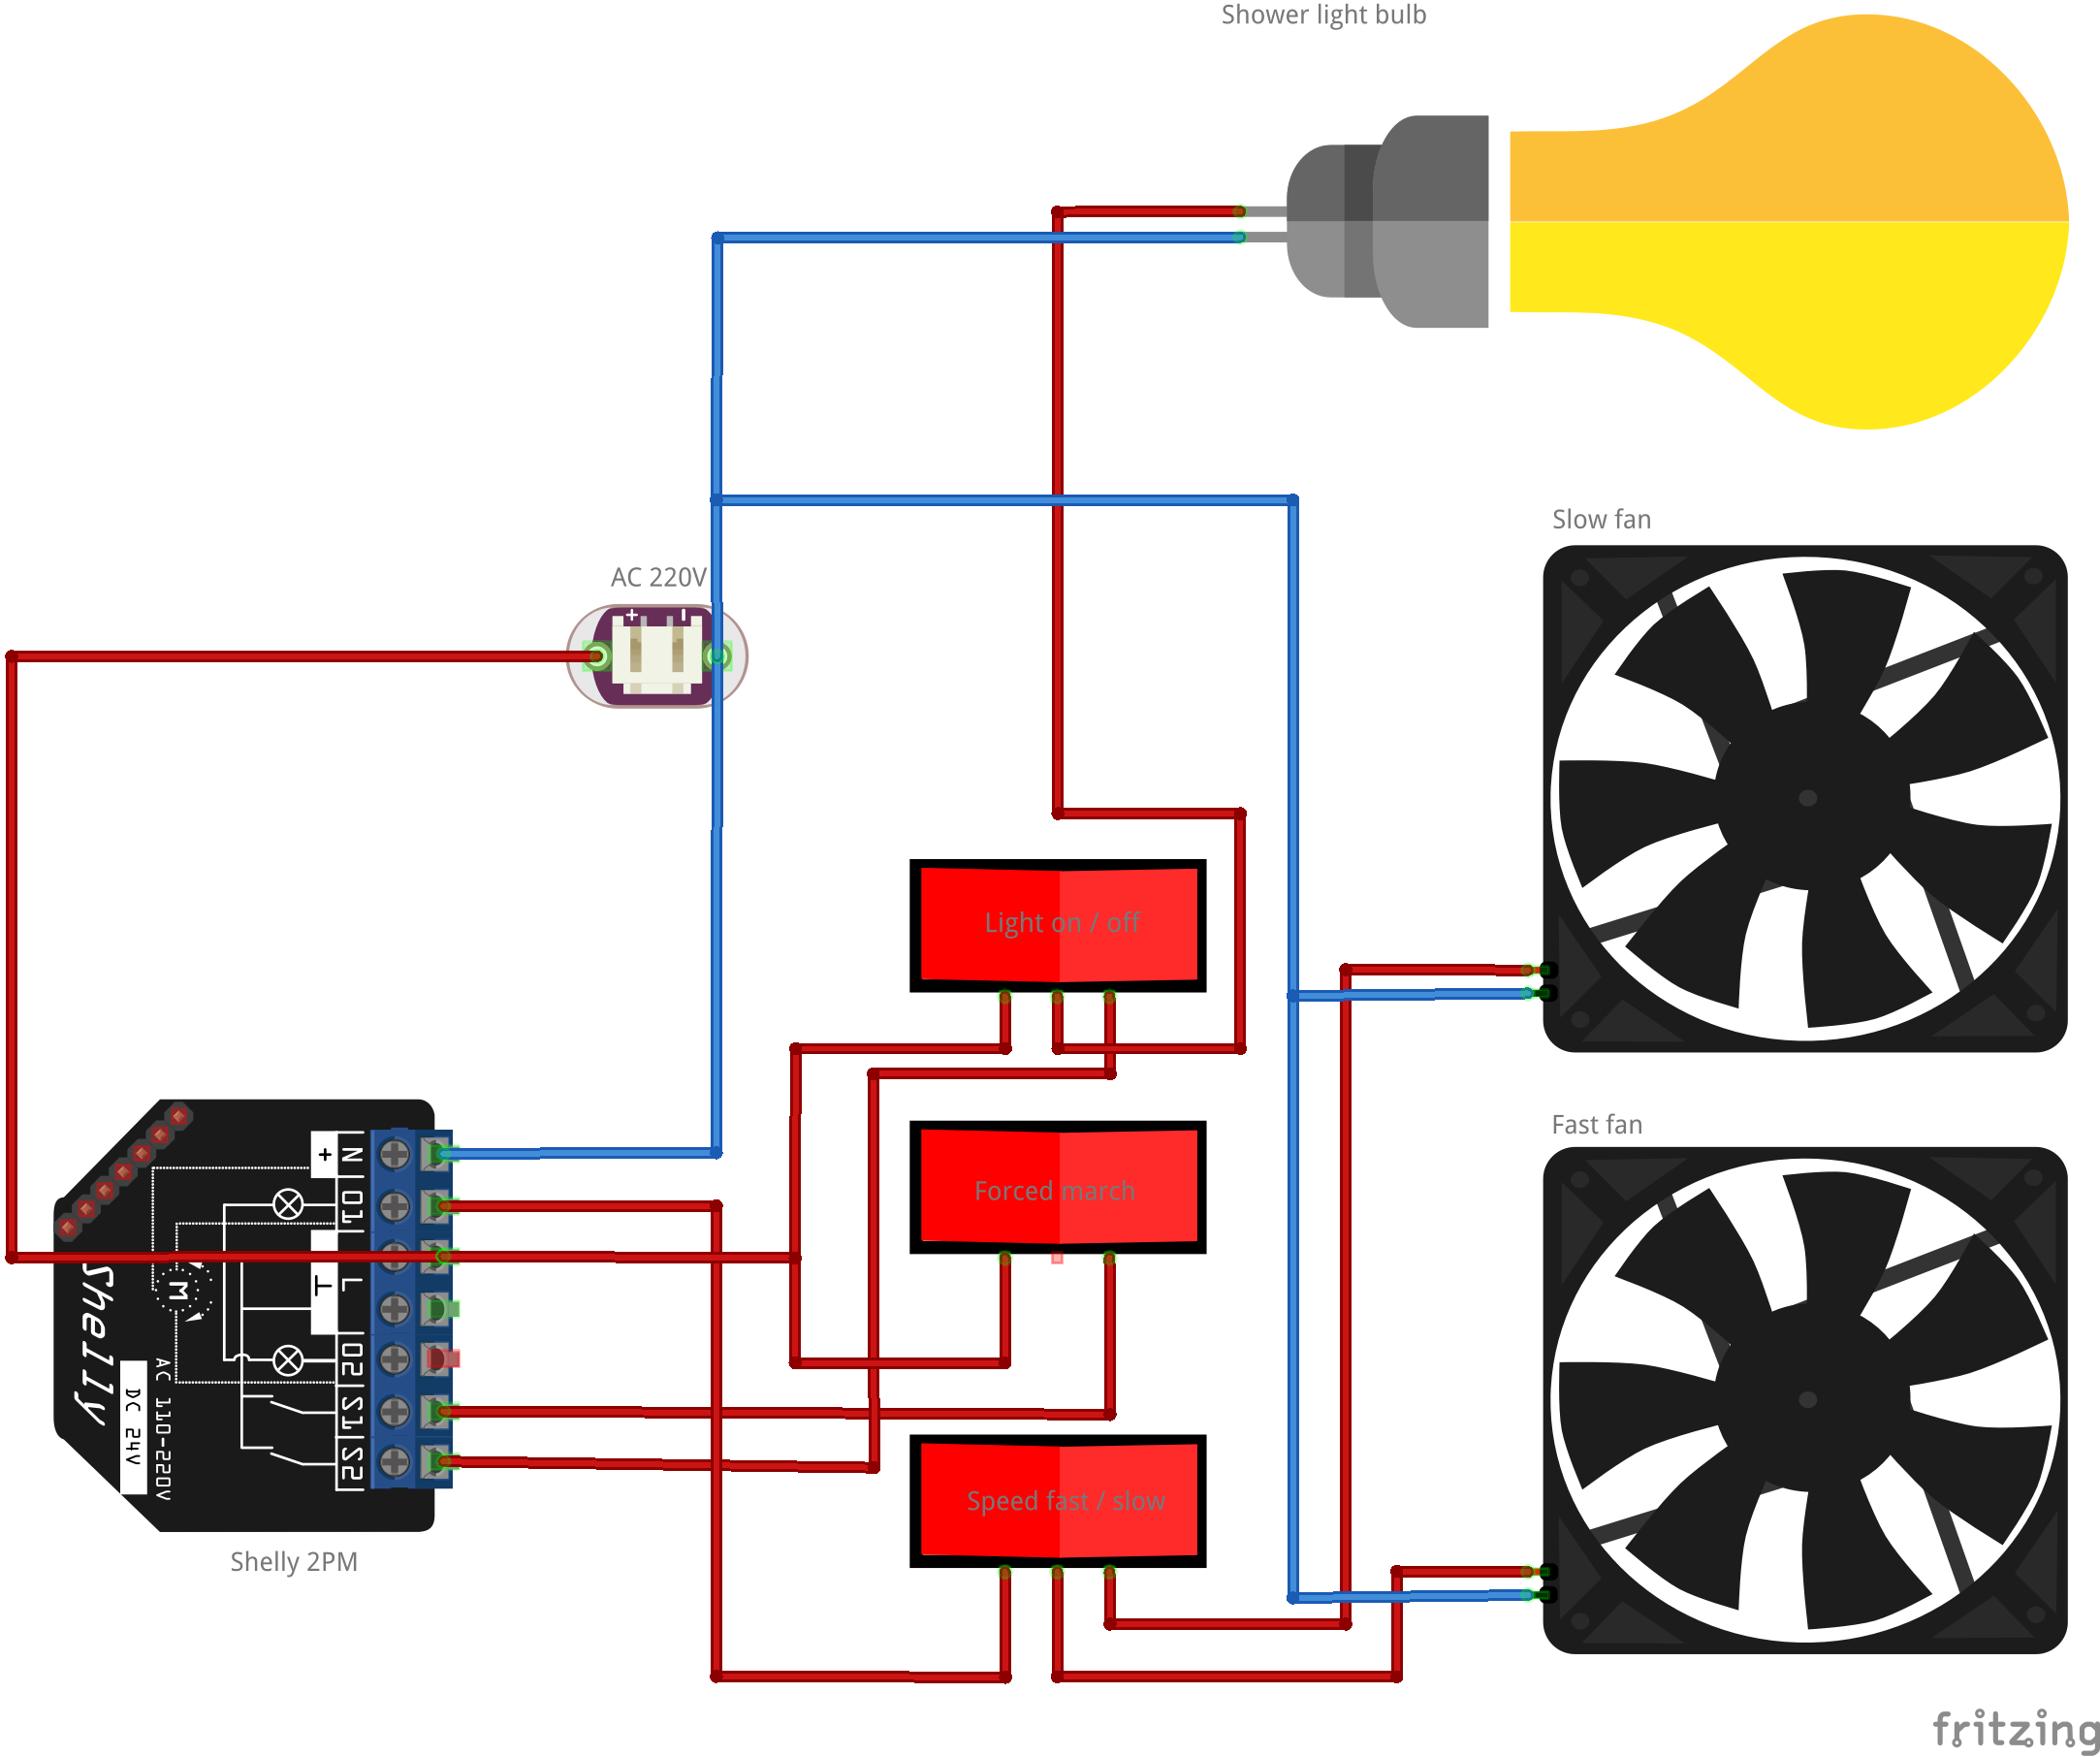 Shower light bulb
Slow fan
AC 220V
+ -
Light on / off
Fast fan
Forced march
Speed fast / slow
+
N
O1
L
⊥
O2
S1
S2
M
Shelly
AC 110-220V
DC 24V
Shelly 2PM
fritzing